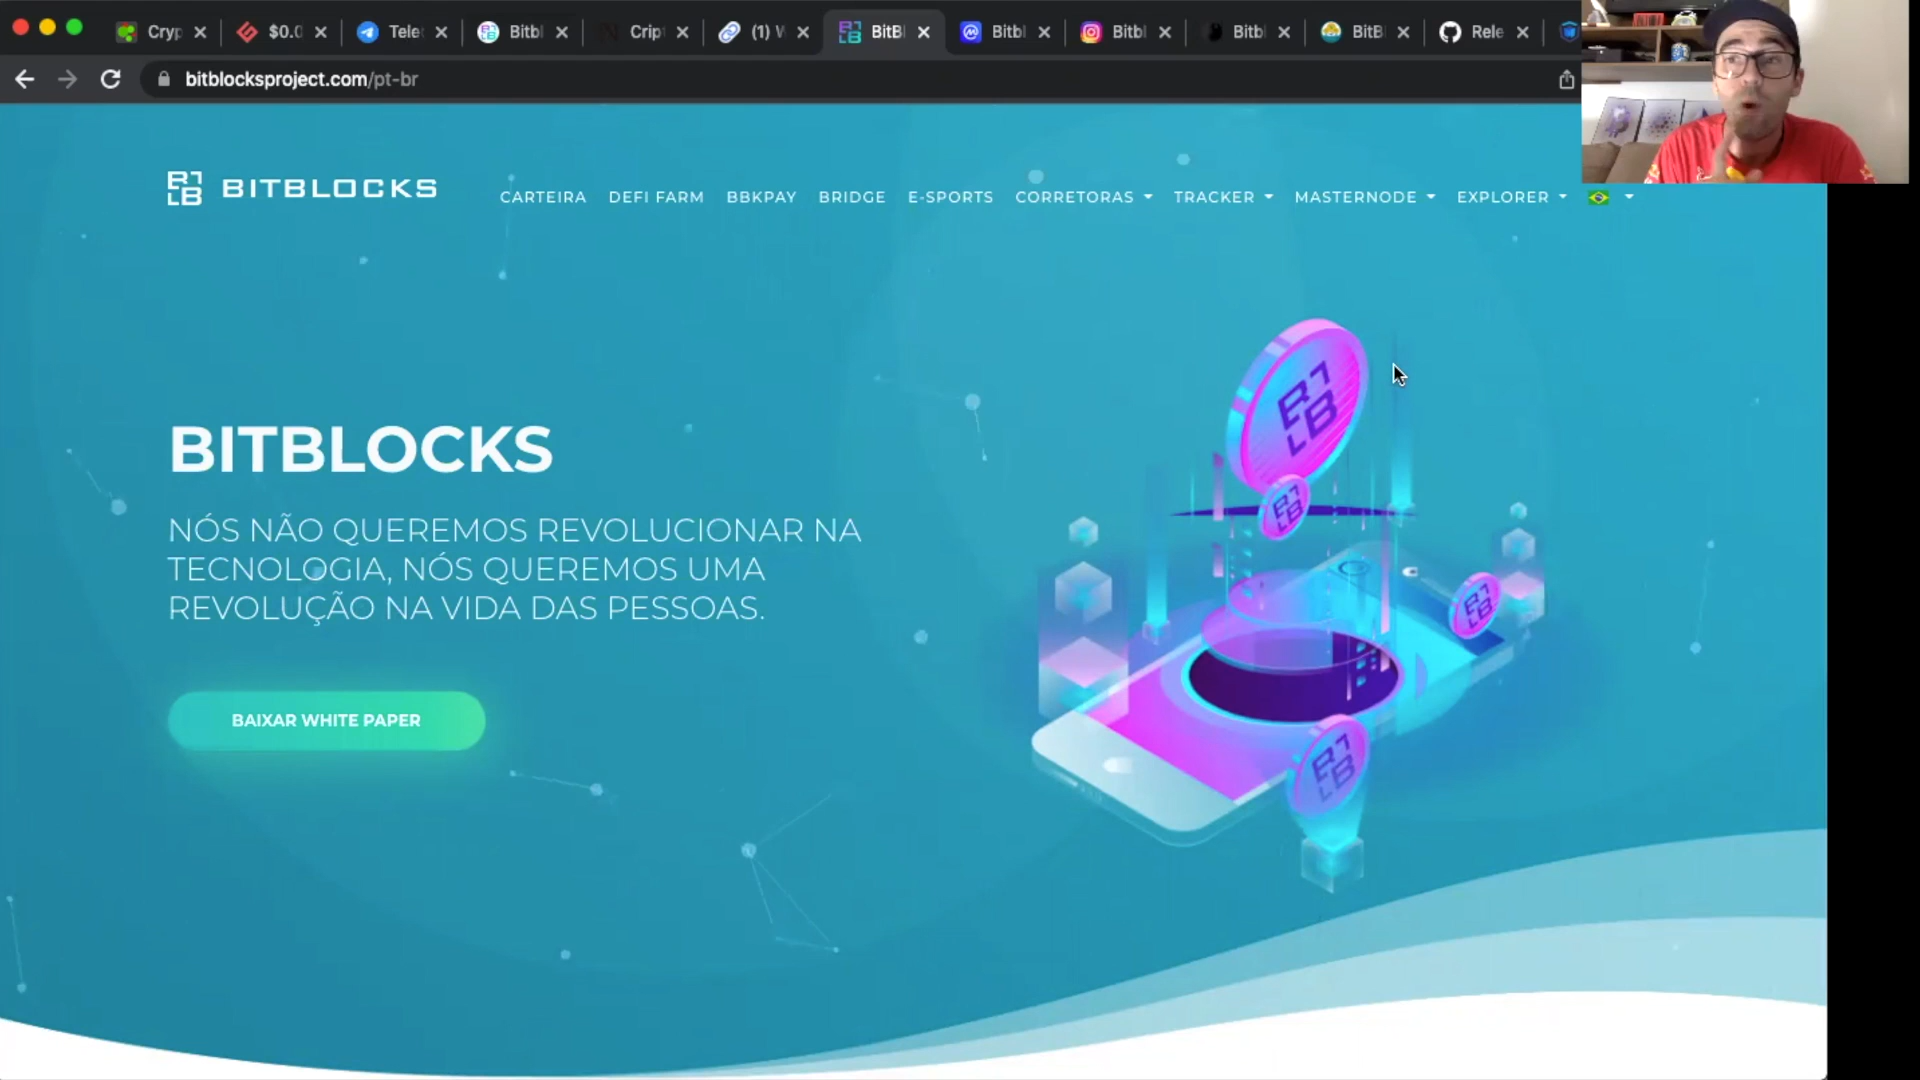 Cryp
$0.0
Tele
Bitbl
Crip
(1) W
BitBl
Bitbl
Bitbl
Bitbl
BitB
Rele
bitblocksproject.com/pt-br
BITBLOCKS
CARTEIRA
DEFI FARM
BBKPAY
BRIDGE
E-SPORTS
CORRETORAS
TRACKER
MASTERNODE
EXPLORER
BITBLOCKS
NÓS NÃO QUEREMOS REVOLUCIONAR NA
TECNOLOGIA, NÓS QUEREMOS UMA
REVOLUÇÃO NA VIDA DAS PESSOAS.
BAIXAR WHITE PAPER